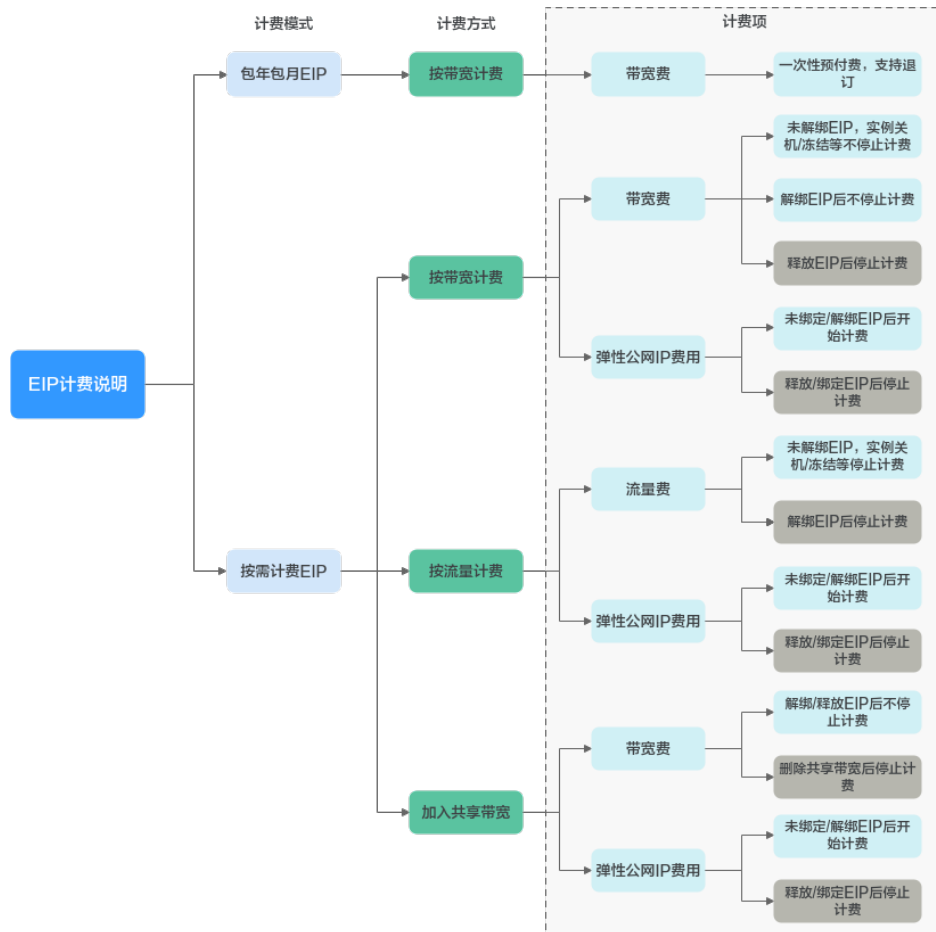 计费模式
计费方式
计费项
包年包月EIP
按带宽计费
带宽费
一次性预付费，支持退
订
未解绑EIP，实例关
机/冻结等不停止计费
带宽费
解绑EIP后不停止计费
释放EIP后停止计费
按带宽计费
未绑定/解绑EIP后开
始计费
弹性公网IP费用
释放/绑定EIP后停止
计费
EIP计费说明
未解绑EIP，实例关
机/冻结等停止计费
流量费
解绑EIP后停止计费
按需计费EIP
按流量计费
未绑定/解绑EIP后开
始计费
弹性公网IP费用
释放/绑定EIP后停止
计费
解绑/释放EIP后不停
止计费
带宽费
删除共享带宽后停止计
费
加入共享带宽
未绑定/解绑EIP后开
始计费
弹性公网IP费用
释放/绑定EIP后停止
计费